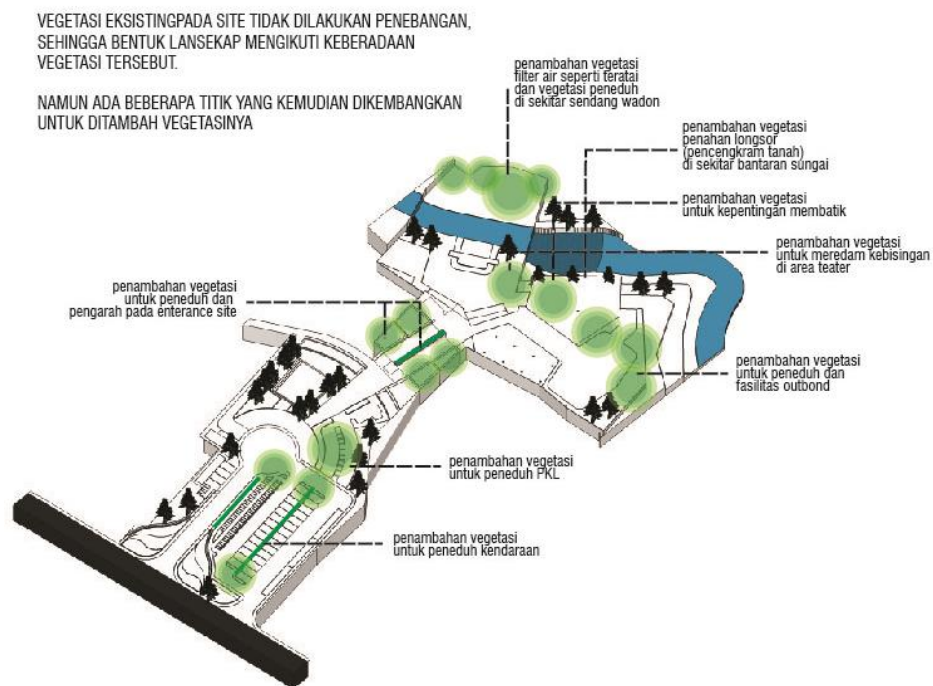 VEGETASI EKSISTINGPADA SITE TIDAK DILAKUKAN PENEBANGAN,
SEHINGGA BENTUK LANSEKAP MENGIKUTI KEBERADAAN
VEGETASI TERSEBUT.
NAMUN ADA BEBERAPA TITIK YANG KEMUDIAN DIKEMBANGKAN
UNTUK DITAMBAH VEGETASINYA
penambahan vegetasi
filter air seperti teratai
dan vegetasi peneduh
di sekitar sendang wadon
penambahan vegetasi
penahan longsor
(pencengkram tanah)
di sekitar bantaran sungai
penambahan vegetasi
untuk kepentingan membatik
penambahan vegetasi
untuk meredam kebisingan
di area teater
penambahan vegetasi
untuk peneduh dan
pengarah pada enterance site
penambahan vegetasi
untuk peneduh dan
fasilitas outbond
penambahan vegetasi
untuk peneduh PKL
penambahan vegetasi
untuk peneduh kendaraan